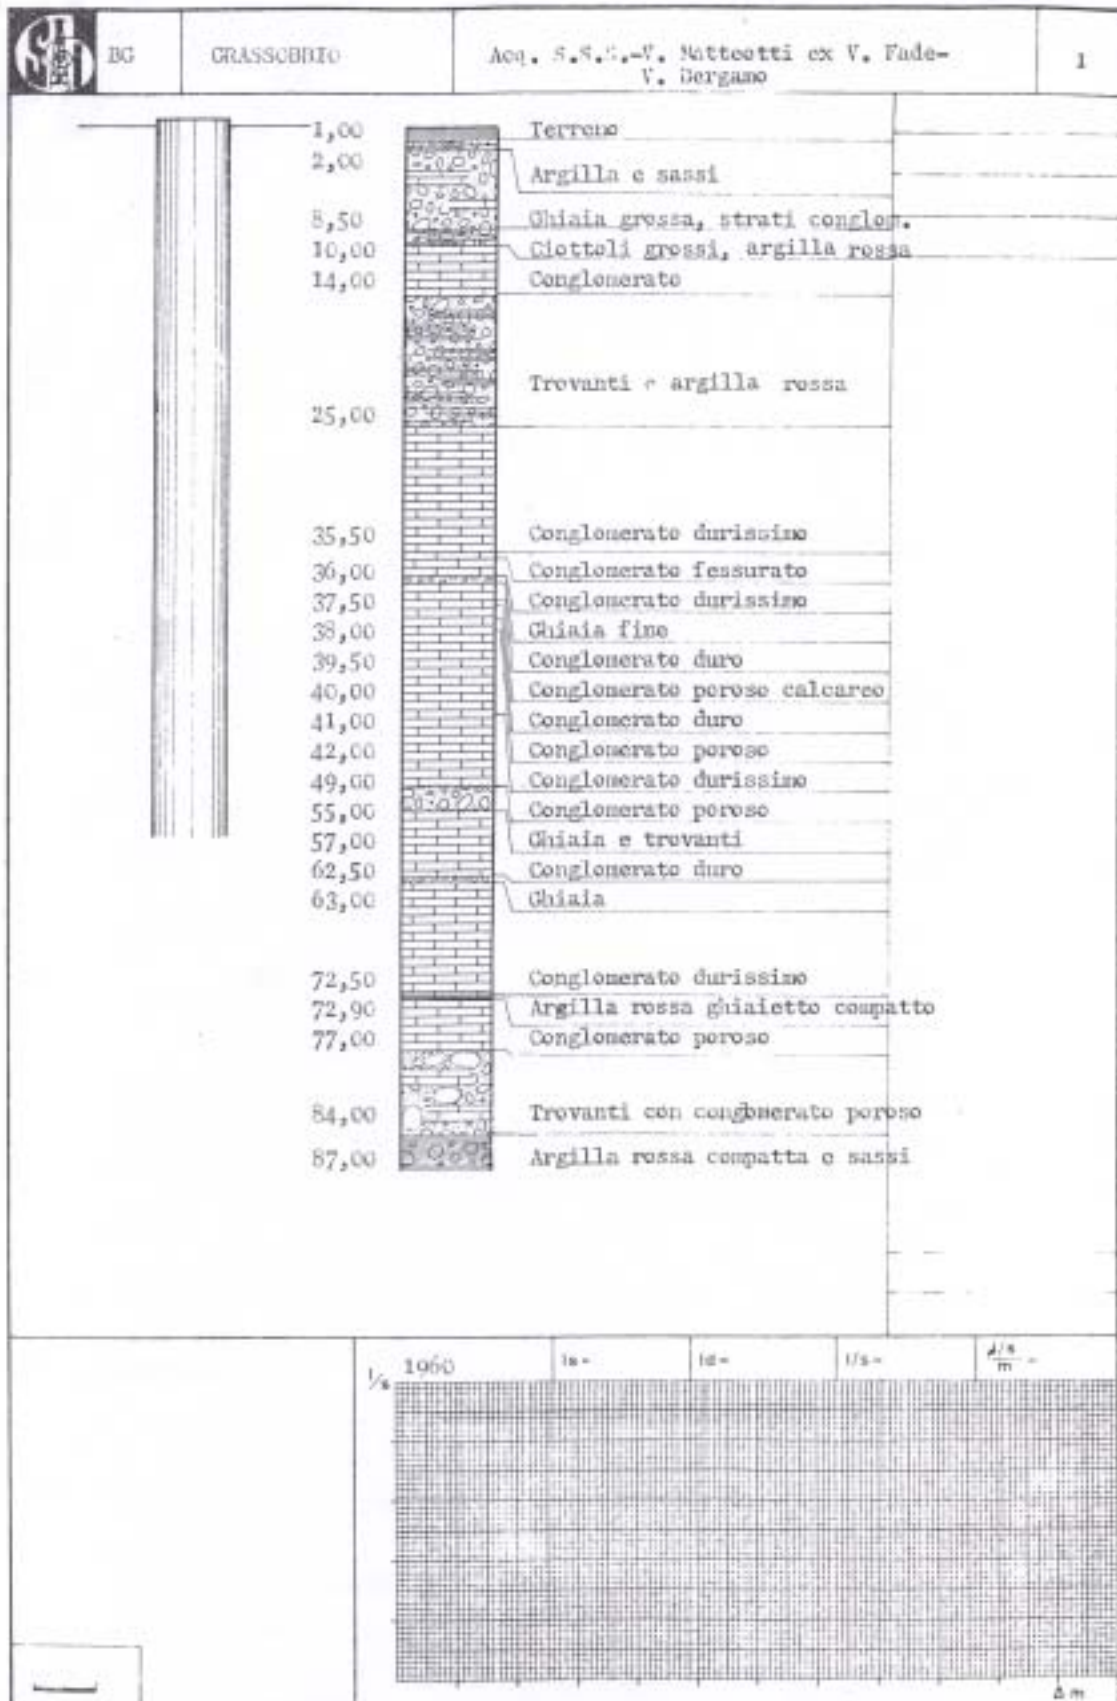 BG
GRASSOBBIO
Acq. S.S.S.-V. Matteotti ex V. Fade-
V. Bergamo
1
1,00 Terreno
2,00 Argilla e sassi
8,50 Ghiaia grossa, strati conglom.
10,00 Ciottoli grossi, argilla rossa
14,00 Conglomerato
25,00 Trovanti e argilla rossa
35,50 Conglomerato durissimo
36,00 Conglomerato fessurato
37,50 Conglomerato durissimo
38,00 Ghiaia fine
39,50 Conglomerato duro
40,00 Conglomerato poroso calcareo
41,00 Conglomerato duro
42,00 Conglomerato poroso
49,00 Conglomerato durissimo
55,00 Conglomerato poroso
57,00 Ghiaia e trovanti
62,50 Conglomerato duro
63,00 Ghiaia
72,50 Conglomerato durissimo
72,90 Argilla rossa ghiaietto compatto
77,00 Conglomerato poroso
84,00 Trovanti con congbmerato poroso
87,00 Argilla rossa compatta e sassi
l/s 1960 ls- ld- l/s- l/s/m -
Δ m